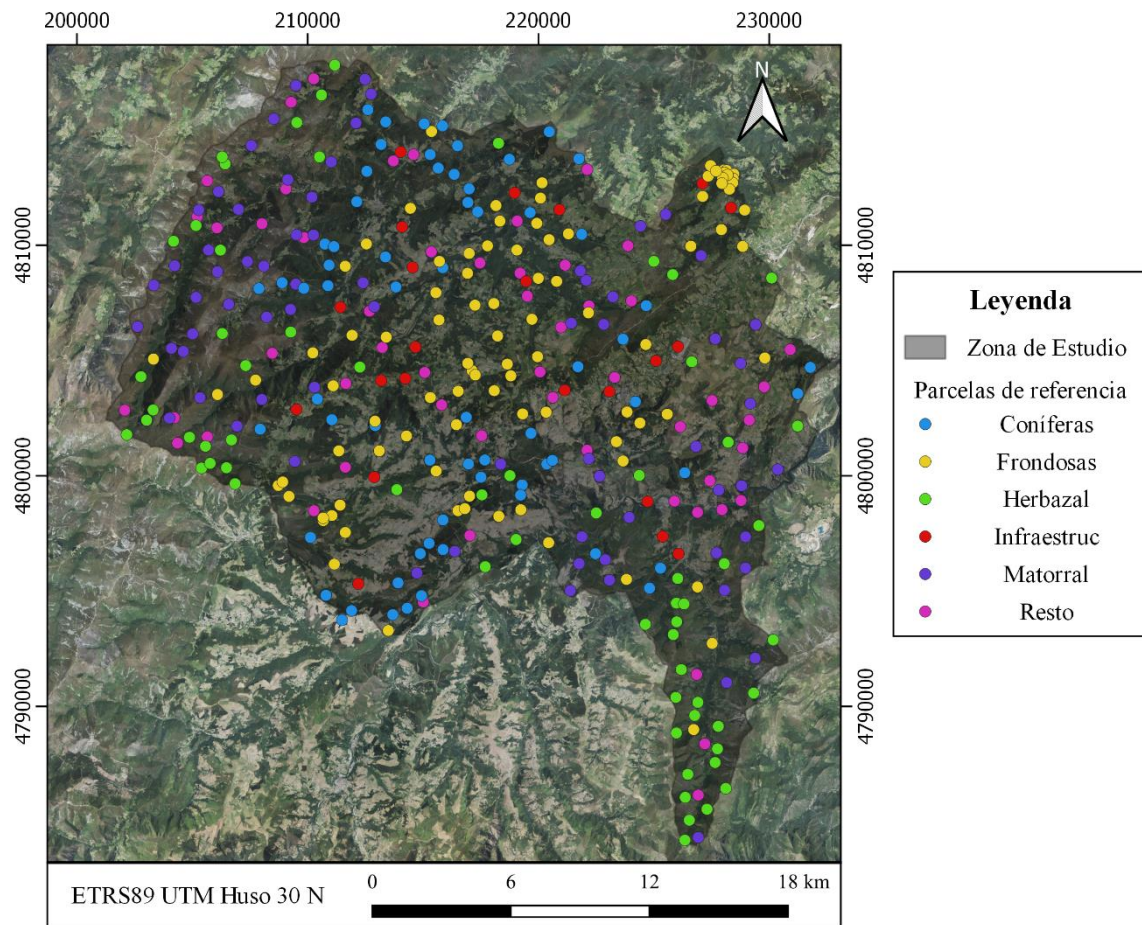 200000 210000 220000 230000
N
4810000 4810000
4800000 4800000
4790000 4790000
Leyenda
Zona de Estudio
Parcelas de referencia
Coníferas
Frondosas
Herbazal
Infraestruc
Matorral
Resto
ETRS89 UTM Huso 30 N
0 6 12 18 km